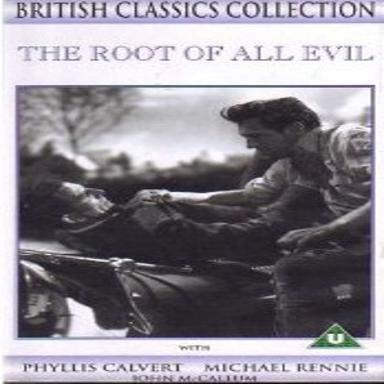 BRITISH CLASSICS COLLECTION
THE ROOT OF ALL EVIL
U
WITH
PHYLLIS CALVERT MICHAEL RENNIE
JOHN McCALLUM